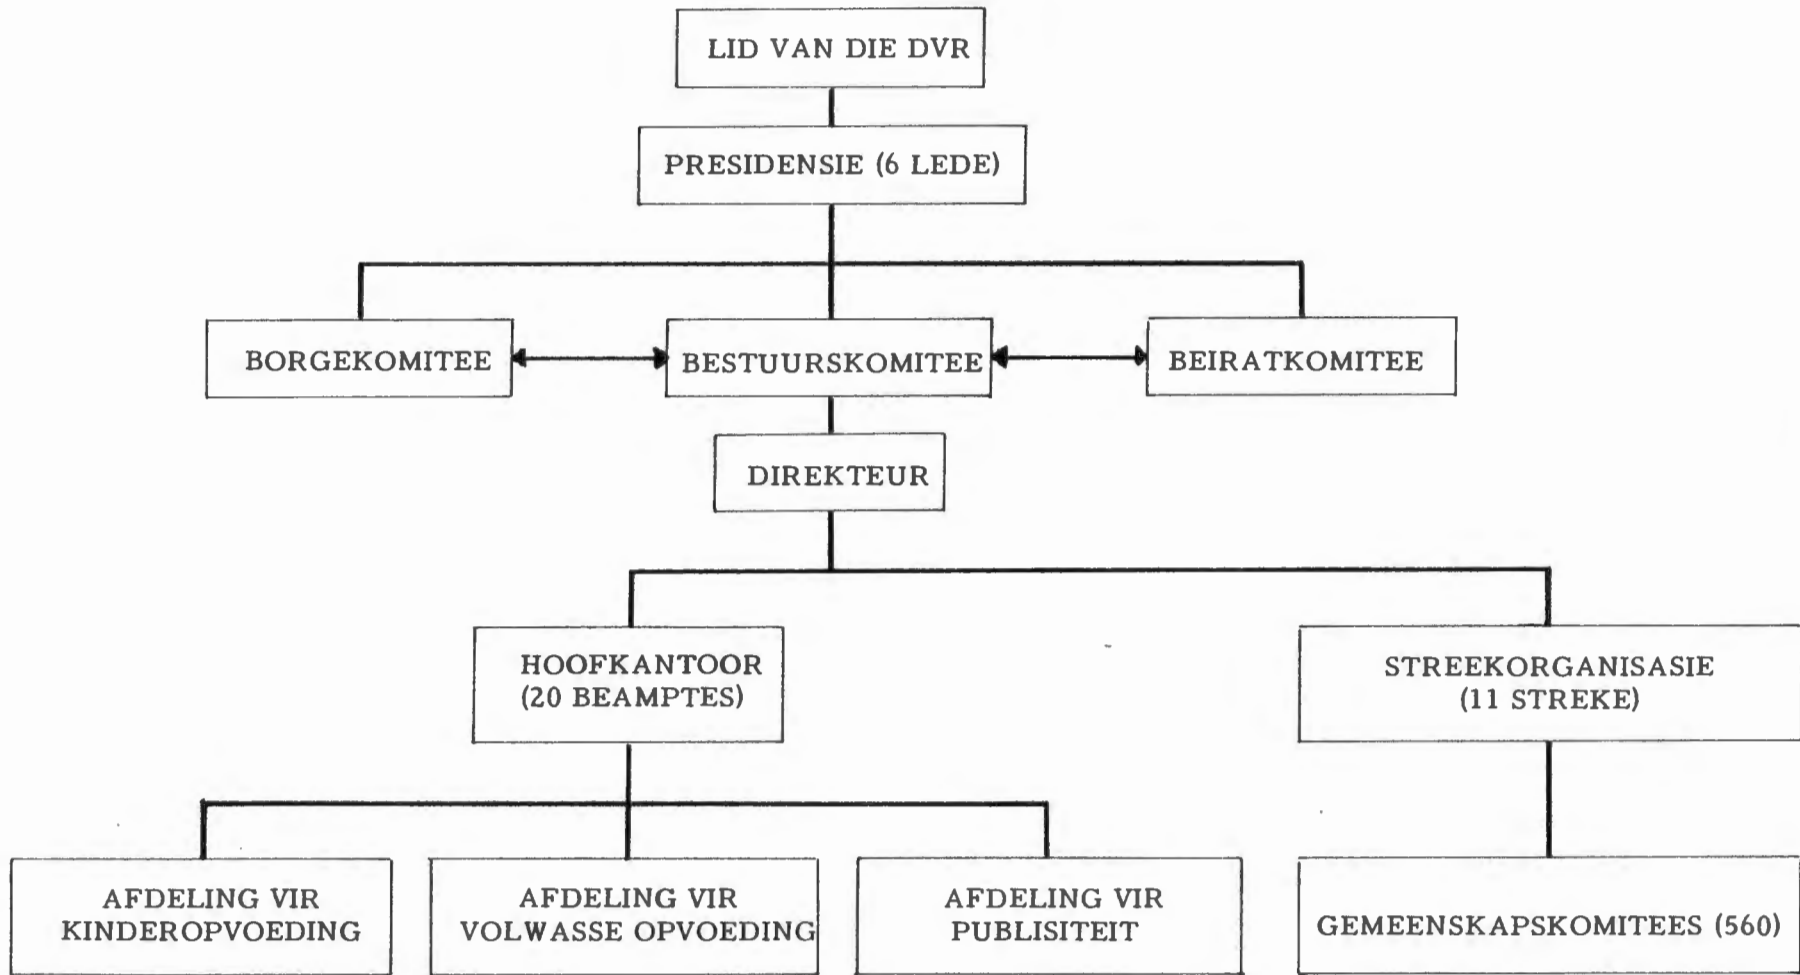 LID VAN DIE DVR
PRESIDENSIE (6 LEDE)
BORGEKOMITEE
BESTUURSKOMITEE
BEIRATKOMITEE
DIREKTEUR
HOOFKANTOOR
(20 BEAMPTES)
STREEKORGANISASIE
(11 STREKE)
AFDELING VIR
KINDEROPVOEDING
AFDELING VIR
VOLWASSE OPVOEDING
AFDELING VIR
PUBLISITEIT
GEMEENSKAPSKOMITEES (560)